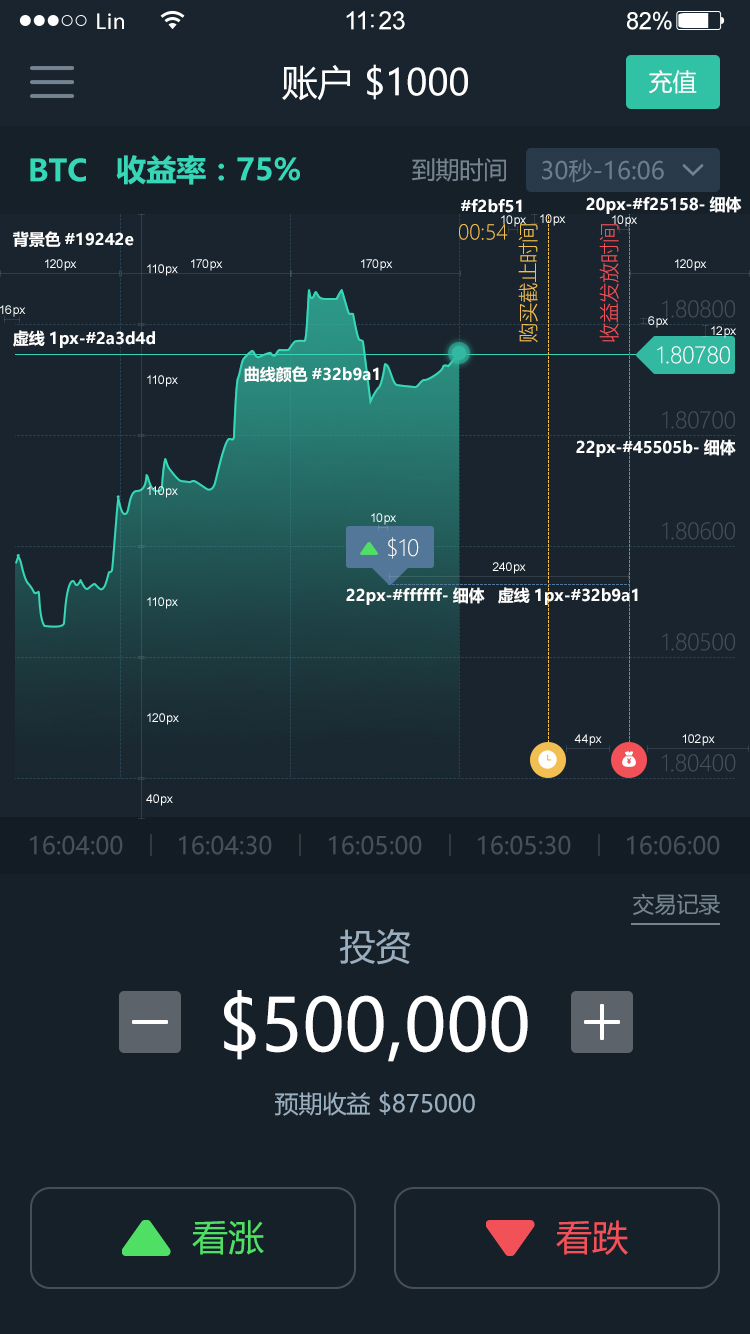 Lin 11:23 82%
账户 $1000
充值
BTC 收益率：75%
到期时间
30秒-16:06
#f2bf51
20px-#f25158- 细体
10px 10px 10px
背景色 #19242e
00:54
购买截止时间
收益发放时间
120px 110px 170px 170px 120px
16px
1.80800
6px
12px
虚线 1px-#2a3d4d
1.80780
曲线颜色 #32b9a1
110px
1.80700
22px-#45505b- 细体
110px
10px
1.80600
$10
240px
22px-#ffffff- 细体 虚线 1px-#32b9a1
110px
1.80500
120px
44px 102px
1.80400
40px
16:04:00 | 16:04:30 | 16:05:00 | 16:05:30 | 16:06:00
交易记录
投资
$500,000
预期收益 $875000
看涨 看跌